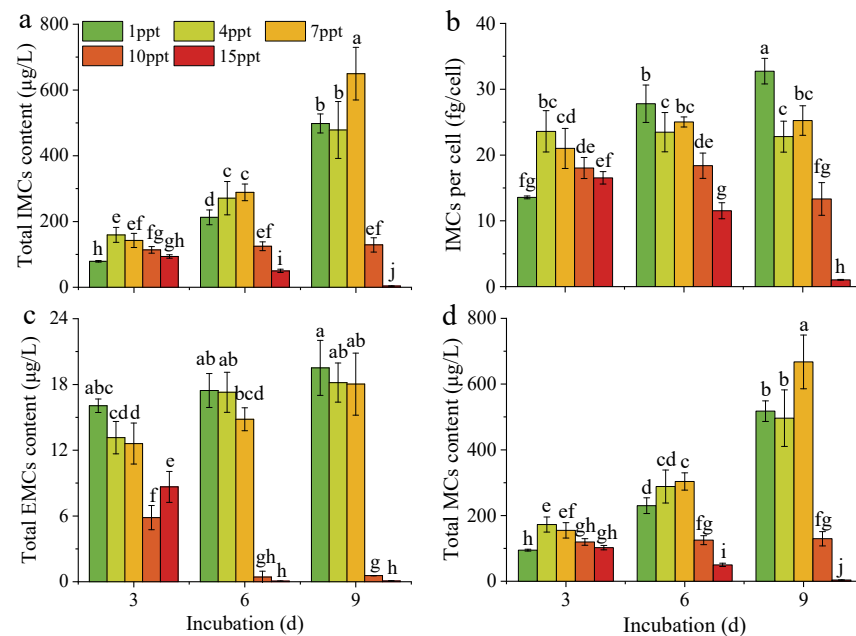 a
1ppt 4ppt 7ppt
10ppt 15ppt
Total IMCs content (µg/L)
800
600
400
200
0
h e ef fg gh
d c c ef i
b b a ef j
b
IMCs per cell (fg/cell)
40
30
20
10
0
fg bc cd de ef
b c bc de g
a c bc fg h
c
Total EMCs content (µg/L)
24
18
12
6
0
abc cd d f e
ab ab bcd gh h
a ab ab g h
3 6 9
Incubation (d)
d
Total MCs content (µg/L)
800
600
400
200
0
h e ef gh gh
d cd c fg i
b b a fg j
3 6 9
Incubation (d)